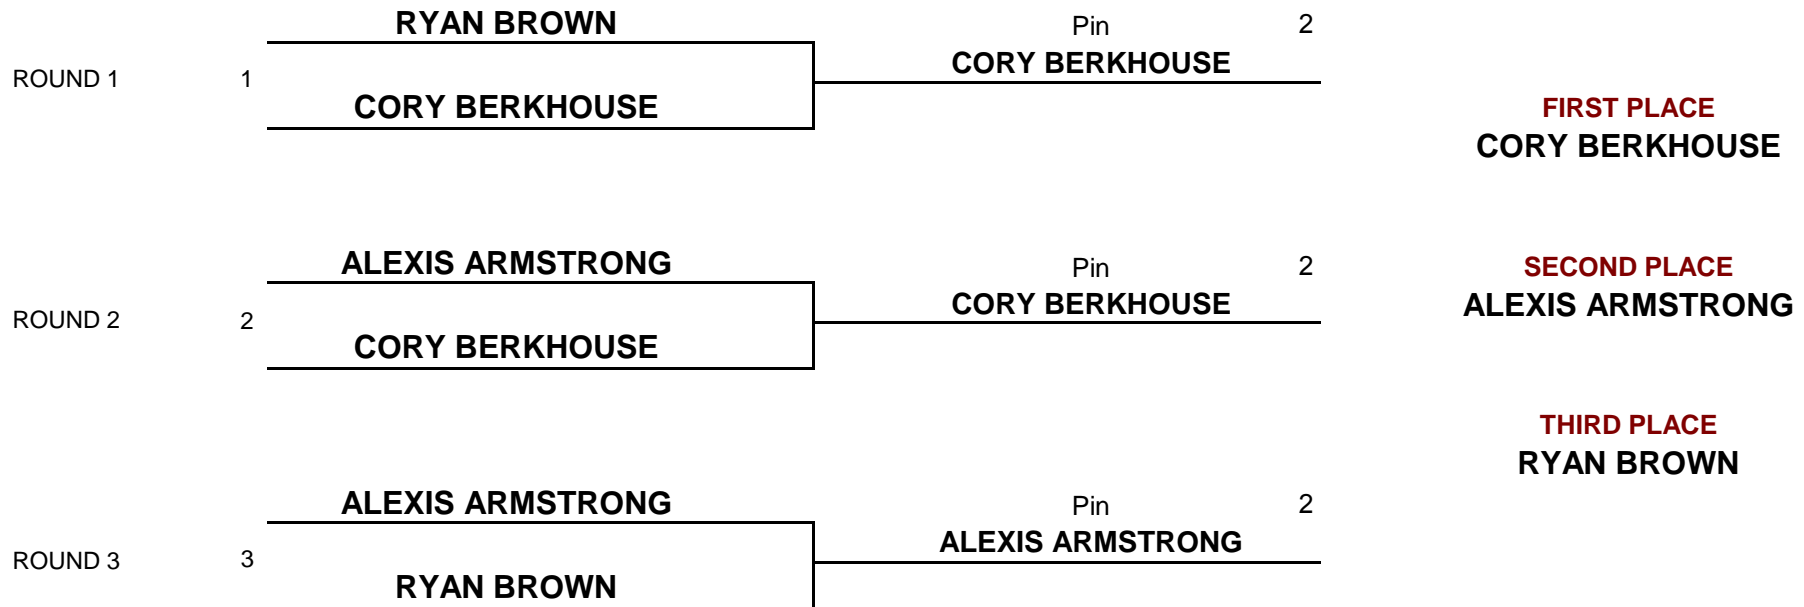 RYAN BROWN
Pin 2
CORY BERKHOUSE
ROUND 1 1
CORY BERKHOUSE
FIRST PLACE
CORY BERKHOUSE
ALEXIS ARMSTRONG
Pin 2
SECOND PLACE
CORY BERKHOUSE
ALEXIS ARMSTRONG
ROUND 2 2
CORY BERKHOUSE
THIRD PLACE
RYAN BROWN
ALEXIS ARMSTRONG
Pin 2
ALEXIS ARMSTRONG
ROUND 3 3
RYAN BROWN